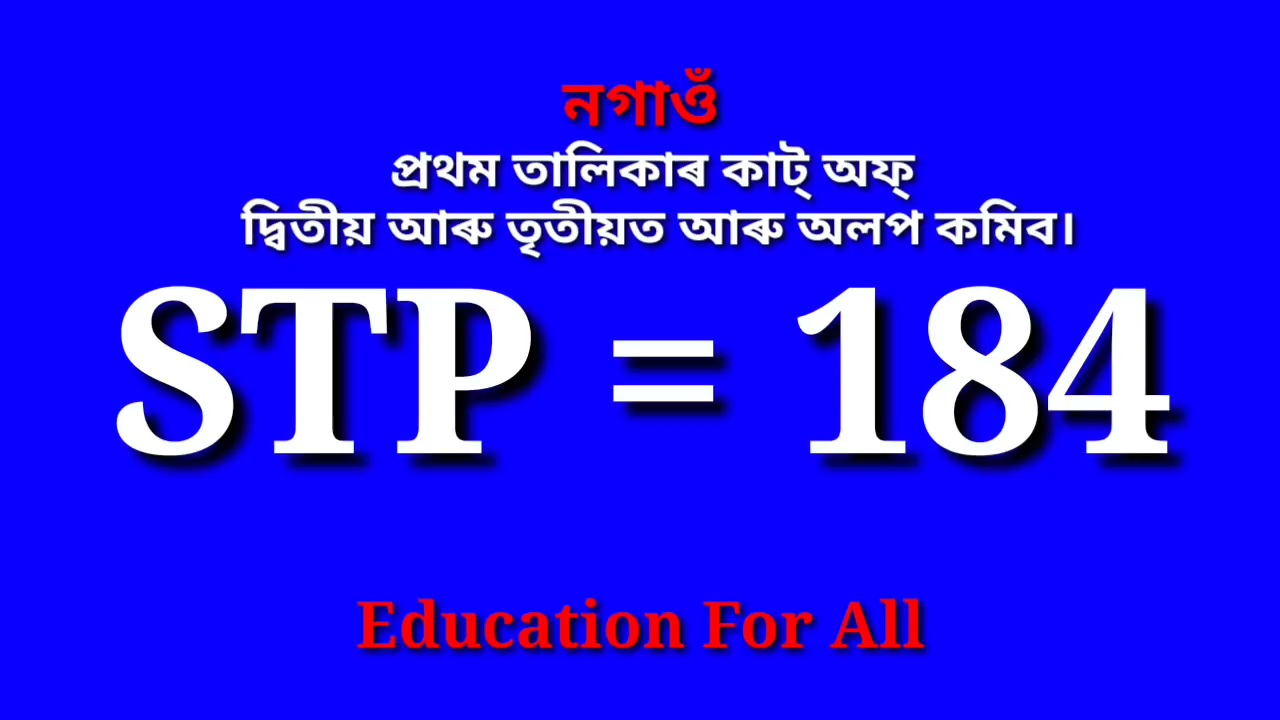 নগাওঁ
প্ৰথম তালিকাৰ কাট্ অফ্
দ্বিতীয় আৰু তৃতীয়ত আৰু অলপ কমিব।
STP = 184
Education For All